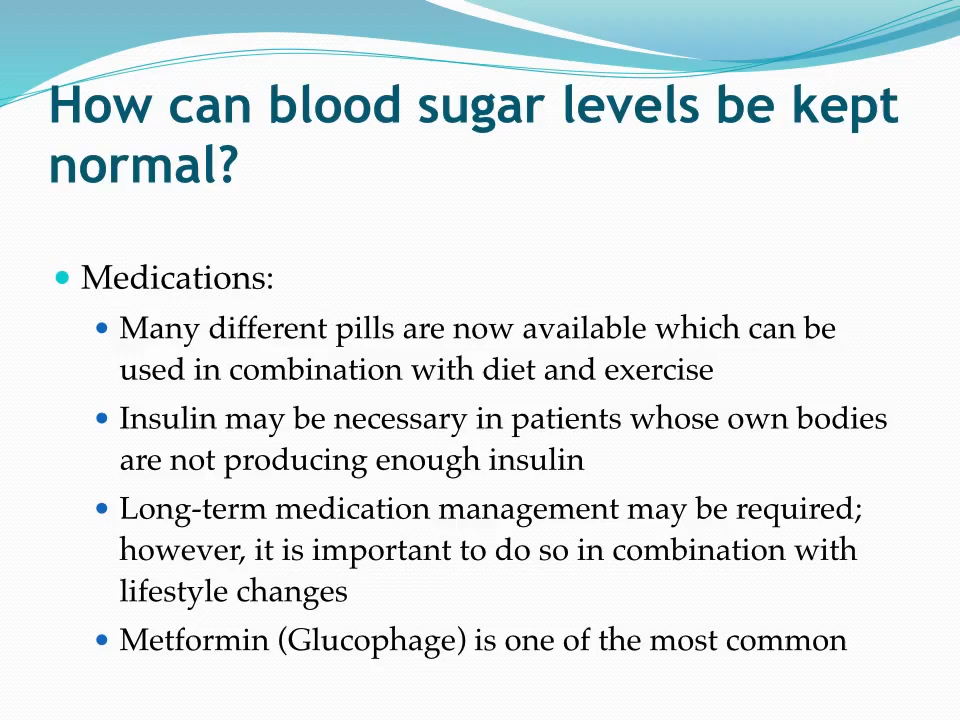 How can blood sugar levels be kept
normal?
• Medications:
• Many different pills are now available which can be
used in combination with diet and exercise
• Insulin may be necessary in patients whose own bodies
are not producing enough insulin
• Long-term medication management may be required;
however, it is important to do so in combination with
lifestyle changes
• Metformin (Glucophage) is one of the most common